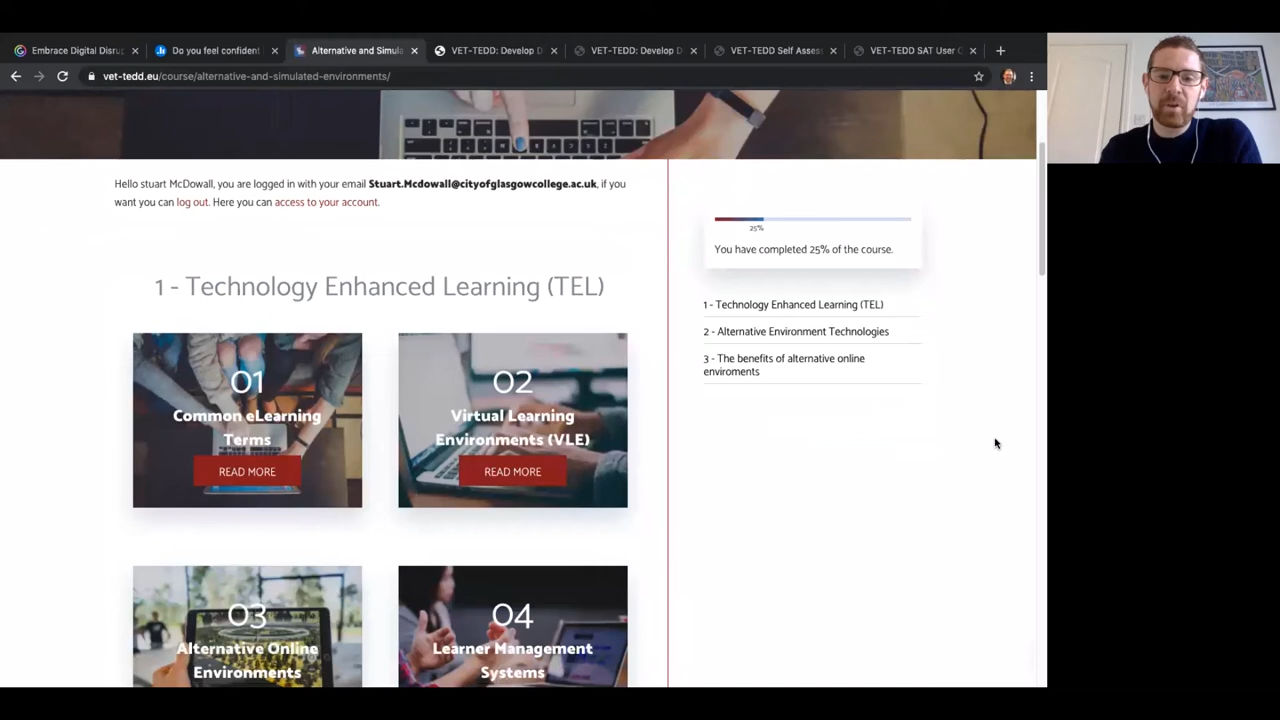 Embrace Digital Disrup
Do you feel confident
Alternative and Simula
VET-TEDD: Develop D
VET-TEDD: Develop D
VET-TEDD Self Assess
VET-TEDD SAT User G
vet-tedd.eu/course/alternative-and-simulated-environments/
Hello stuart McDowall, you are logged in with your email Stuart.Mcdowall@cityofglasgowcollege.ac.uk, if you
want you can log out. Here you can access to your account.
25%
You have completed 25% of the course.
1 - Technology Enhanced Learning (TEL)
1 - Technology Enhanced Learning (TEL)
2 - Alternative Environment Technologies
3 - The benefits of alternative online
enviroments
01
Common eLearning
Terms
READ MORE
02
Virtual Learning
Environments (VLE)
READ MORE
03
Alternative Online
Environments
04
Learner Management
Systems